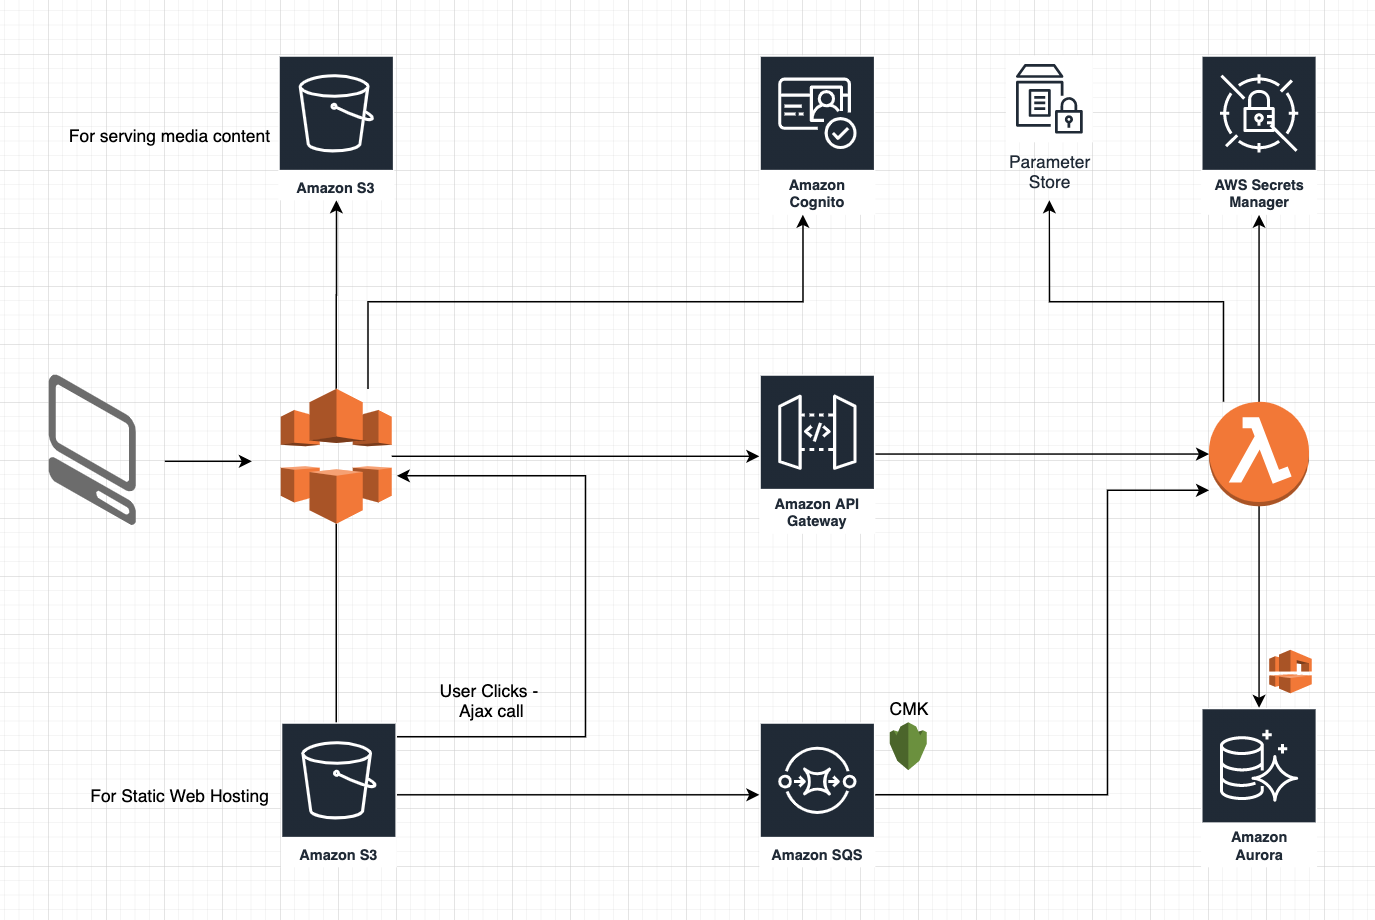 For serving media content
Amazon S3
Amazon
Cognito
Parameter
Store
AWS Secrets
Manager
</>
Amazon API
Gateway
λ
User Clicks -
Ajax call
CMK
For Static Web Hosting
Amazon S3
Amazon SQS
Amazon
Aurora